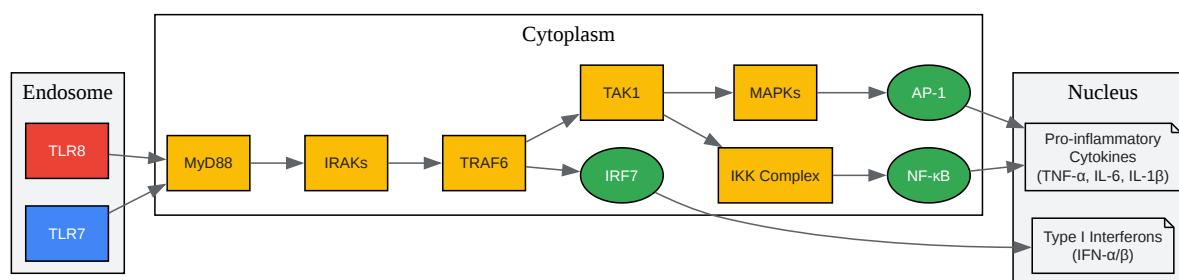 Cytoplasm
Endosome
Nucleus
TLR8
TLR7
MyD88
IRAKs
TRAF6
TAK1
IRF7
MAPKs
IKK Complex
AP-1
NF-κB
Pro-inflammatory
Cytokines
(TNF-α, IL-6, IL-1β)
Type I Interferons
(IFN-α/β)